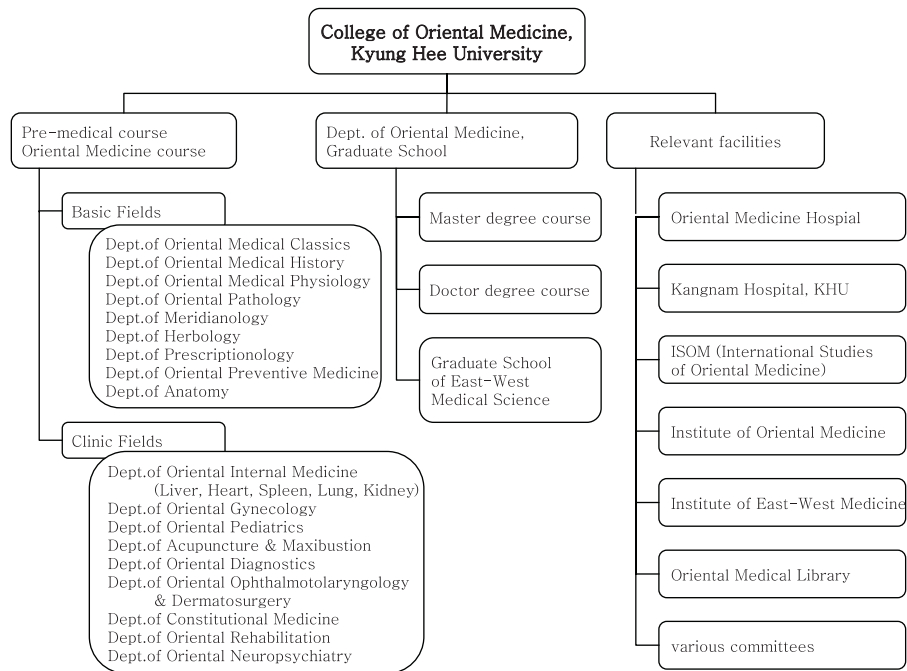 College of Oriental Medicine,
Kyung Hee University
Pre-medical course
Oriental Medicine course
Basic Fields
Dept.of Oriental Medical Classics
Dept.of Oriental Medical History
Dept.of Oriental Medical Physiology
Dept.of Oriental Pathology
Dept.of Meridianology
Dept.of Herbology
Dept.of Prescriptionology
Dept.of Oriental Preventive Medicine
Dept.of Anatomy
Clinic Fields
Dept.of Oriental Internal Medicine
(Liver, Heart, Spleen, Lung, Kidney)
Dept.of Oriental Gynecology
Dept.of Oriental Pediatrics
Dept.of Acupuncture & Maxibustion
Dept.of Oriental Diagnostics
Dept.of Oriental Ophthalmotolaryngology
& Dermatosurgery
Dept.of Constitutional Medicine
Dept.of Oriental Rehabilitation
Dept.of Oriental Neuropsychiatry
Dept. of Oriental Medicine,
Graduate School
Master degree course
Doctor degree course
Graduate School
of East-West
Medical Science
Relevant facilities
Oriental Medicine Hospial
Kangnam Hospital, KHU
ISOM (International Studies
of Oriental Medicine)
Institute of Oriental Medicine
Institute of East-West Medicine
Oriental Medical Library
various committees